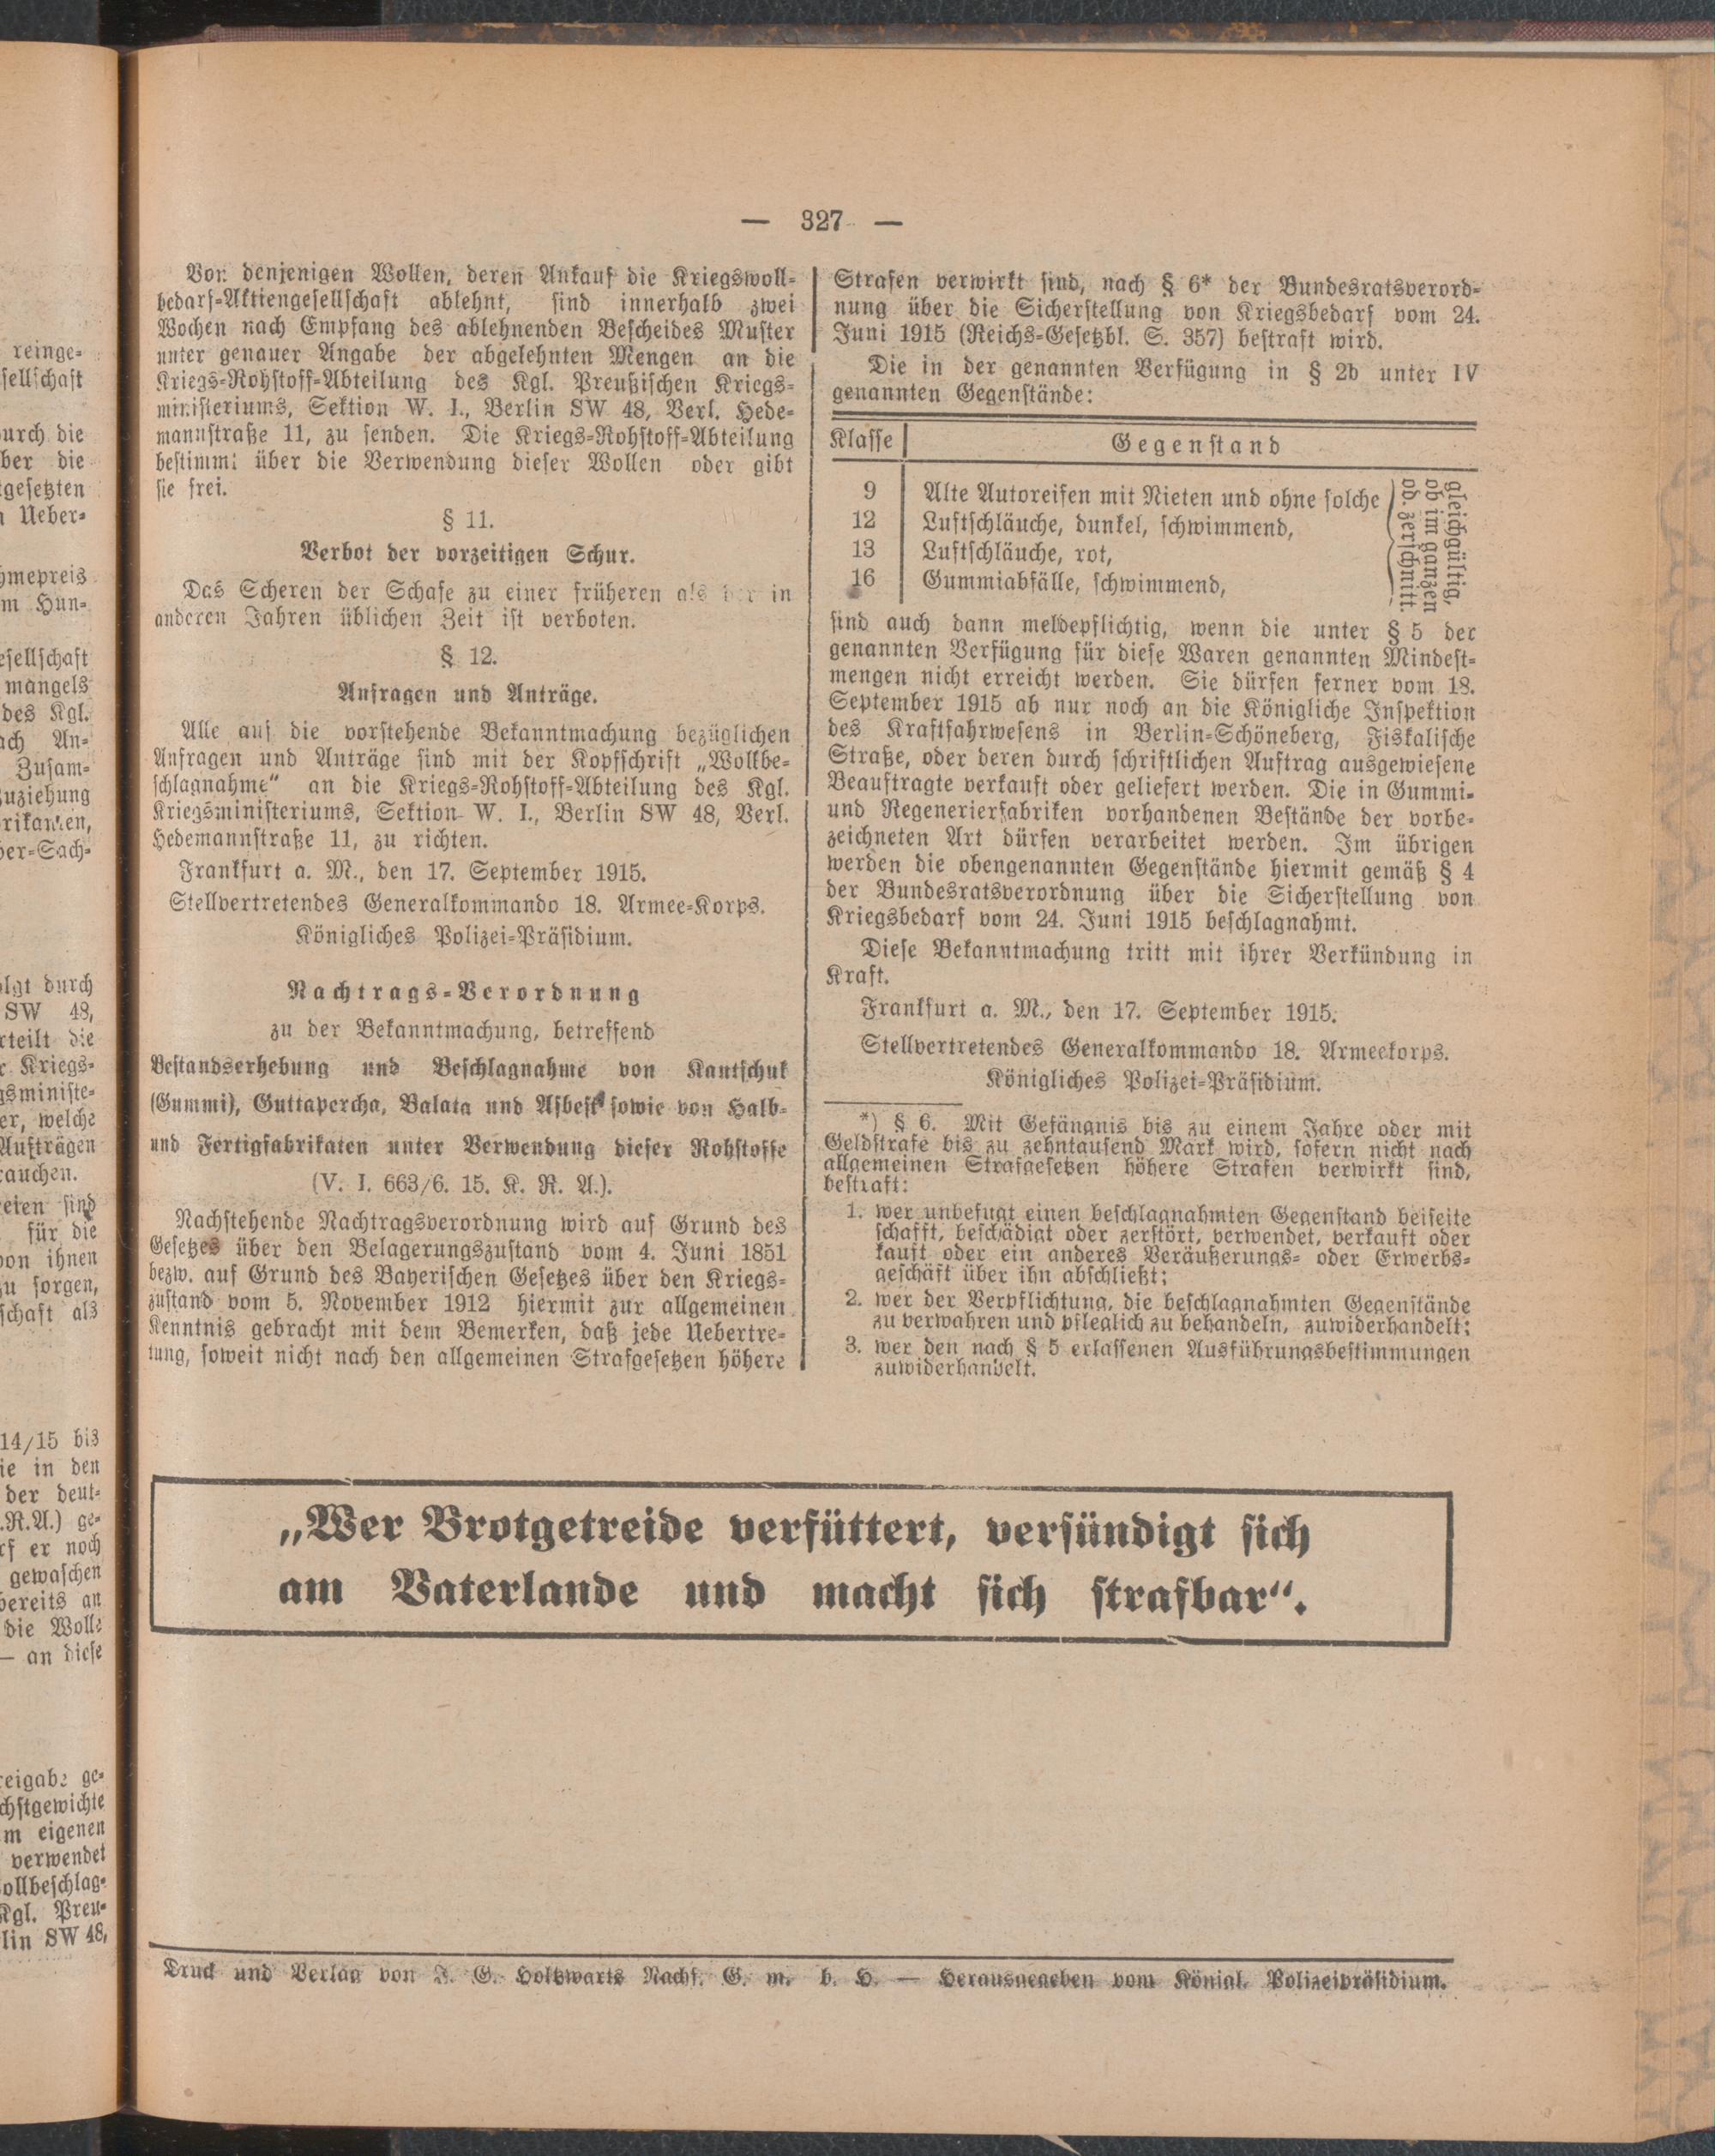 — 327 —
Von denjenigen Wollen, deren Ankauf die Kriegswoll-
bedarf-Aktiengesellschaft ablehnt, sind innerhalb zwei
Wochen nach Empfang des ablehnenden Bescheides Muster
unter genauer Angabe der abgelehnten Mengen an die
Kriegs-Rohstoff-Abteilung des Kgl. Preußischen Kriegs-
ministeriums, Sektion W. I., Berlin SW 48, Verl. Hede-
mannstraße 11, zu senden. Die Kriegs-Rohstoff-Abteilung
bestimmt über die Verwendung dieser Wollen oder gibt
sie frei.
§ 11.
Verbot der vorzeitigen Schur.
Das Scheren der Schafe zu einer früheren als der in
anderen Jahren üblichen Zeit ist verboten.
§ 12.
Anfragen und Anträge.
Alle auf die vorstehende Bekanntmachung bezüglichen
Anfragen und Anträge sind mit der Kopfschrift „Wollbe-
schlagnahme“ an die Kriegs-Rohstoff-Abteilung des Kgl.
Kriegsministeriums, Sektion W. I., Berlin SW 48, Verl.
Hedemannstraße 11, zu richten.
Frankfurt a. M., den 17. September 1915.
Stellvertretendes Generalkommando 18. Armee-Korps.
Königliches Polizei-Präsidium.
Nachtrags-Verordnung
zu der Bekanntmachung, betreffend
Bestandserhebung und Beschlagnahme von Kautschuk
(Gummi), Guttapercha, Balata und Asbest sowie von Halb-
und Fertigfabrikaten unter Verwendung dieser Rohstoffe
(V. I. 663/6. 15. K. R. A.).
Nachstehende Nachtragsverordnung wird auf Grund des
Gesetzes über den Belagerungszustand vom 4. Juni 1851
bezw. auf Grund des Bayerischen Gesetzes über den Kriegs-
zustand vom 5. November 1912 hiermit zur allgemeinen
Kenntnis gebracht mit dem Bemerken, daß jede Uebertre-
tung, soweit nicht nach den allgemeinen Strafgesetzen höhere
Strafen verwirkt sind, nach § 6* der Bundesratsverord-
nung über die Sicherstellung von Kriegsbedarf vom 24.
Juni 1915 (Reichs-Gesetzbl. S. 357) bestraft wird.
Die in der genannten Verfügung in § 2b unter IV
genannten Gegenstände:
Klasse Gegenstand
9 Alte Autoreifen mit Nieten und ohne solche
12 Luftschläuche, dunkel, schwimmend,
13 Luftschläuche, rot,
16 Gummiabfälle, schwimmend,
gleichgültig,
ob im ganzen
od. zerschnitt.
sind auch dann meldepflichtig, wenn die unter § 5 der
genannten Verfügung für diese Waren genannten Mindest-
mengen nicht erreicht werden. Sie dürfen ferner vom 18.
September 1915 ab nur noch an die Königliche Inspektion
des Kraftfahrwesens in Berlin-Schöneberg, Fiskalische
Straße, oder deren durch schriftlichen Auftrag ausgewiesene
Beauftragte verkauft oder geliefert werden. Die in Gummi-
und Regenerierfabriken vorhandenen Bestände der vorbe-
zeichneten Art dürfen verarbeitet werden. Im übrigen
werden die obengenannten Gegenstände hiermit gemäß § 4
der Bundesratsverordnung über die Sicherstellung von
Kriegsbedarf vom 24. Juni 1915 beschlagnahmt.
Diese Bekanntmachung tritt mit ihrer Verkündung in
Kraft.
Frankfurt a. M., den 17. September 1915.
Stellvertretendes Generalkommando 18. Armeekorps.
Königliches Polizei-Präsidium.
*) § 6. Mit Gefängnis bis zu einem Jahre oder mit
Geldstrafe bis zu zehntausend Mark wird, sofern nicht nach
allgemeinen Strafgesetzen höhere Strafen verwirkt sind,
bestraft:
1. wer unbefugt einen beschlagnahmten Gegenstand beiseite
schafft, beschädigt oder zerstört, verwendet, verkauft oder
kauft oder ein anderes Veräußerungs- oder Erwerbs-
geschäft über ihn abschließt;
2. wer der Verpflichtung, die beschlagnahmten Gegenstände
zu verwahren und pfleglich zu behandeln, zuwiderhandelt;
3. wer den nach § 5 erlassenen Ausführungsbestimmungen
zuwiderhandelt.
„Wer Brotgetreide verfüttert, versündigt sich
am Vaterlande und macht sich strafbar“.
Druck und Verlag von J. G. Holtzwarts Nachf. G. m. b. H. — Herausgegeben vom Königl. Polizeipräsidium.